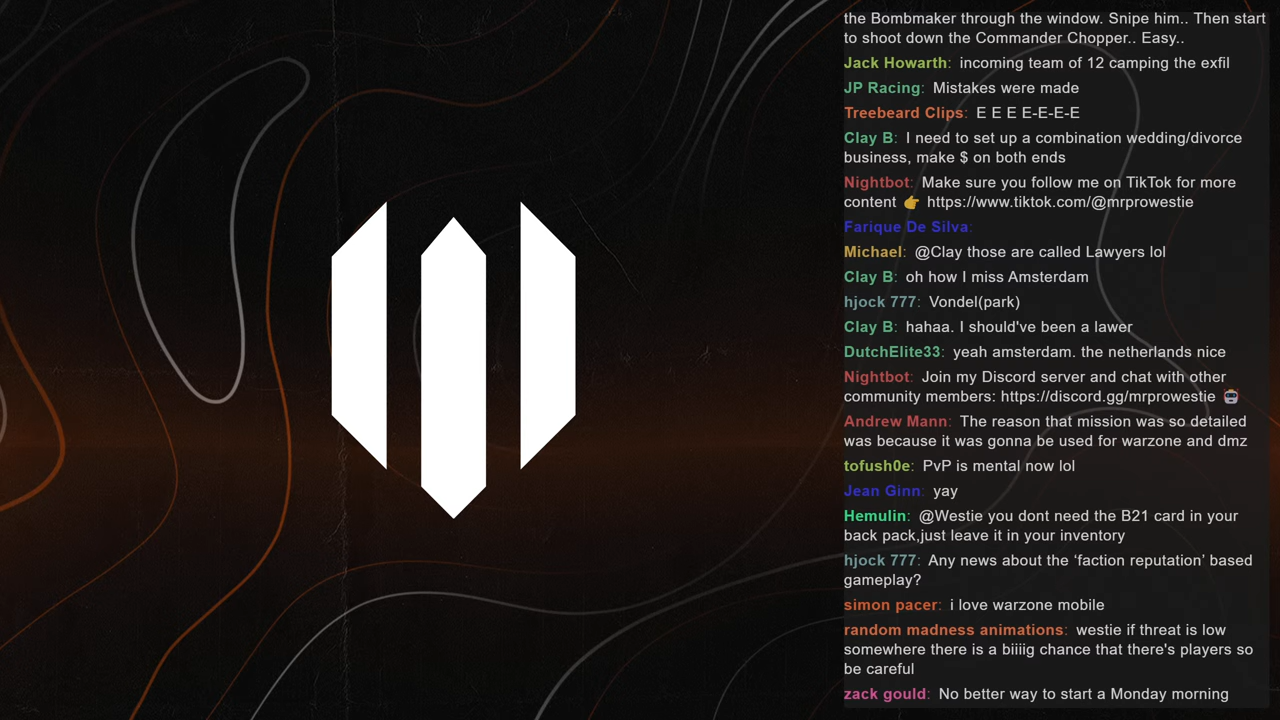 the Bombmaker through the window. Snipe him.. Then start
to shoot down the Commander Chopper.. Easy..
Jack Howarth: incoming team of 12 camping the exfil
JP Racing: Mistakes were made
Treebeard Clips: E E E E-E-E-E
Clay B: I need to set up a combination wedding/divorce
business, make $ on both ends
Nightbot: Make sure you follow me on TikTok for more
content 👉 https://www.tiktok.com/@mrprowestie
Farique De Silva:
Michael: @Clay those are called Lawyers lol
Clay B: oh how I miss Amsterdam
hjock 777: Vondel(park)
Clay B: hahaa. I should've been a lawer
DutchElite33: yeah amsterdam. the netherlands nice
Nightbot: Join my Discord server and chat with other
community members: https://discord.gg/mrprowestie 🤖
Andrew Mann: The reason that mission was so detailed
was because it was gonna be used for warzone and dmz
tofush0e: PvP is mental now lol
Jean Ginn: yay
Hemulin: @Westie you dont need the B21 card in your
back pack,just leave it in your inventory
hjock 777: Any news about the ‘faction reputation’ based
gameplay?
simon pacer: i love warzone mobile
random madness animations: westie if threat is low
somewhere there is a biiiig chance that there's players so
be careful
zack gould: No better way to start a Monday morning